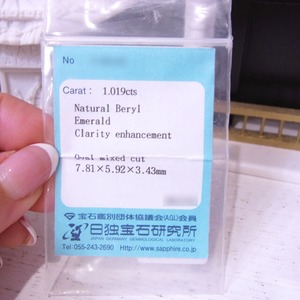 No
Carat : 1.019cts
Natural Beryl
Emerald
Clarity enhancement
Oval mixed cut
7.81×5.92×3.43mm
宝石鑑別団体協議会(AGL)会員
日独宝石研究所
JAPAN GERMANY GEMMOLOGICAL LABORATORY
Tel:055-243-2690 http://www.sapphire.co.jp